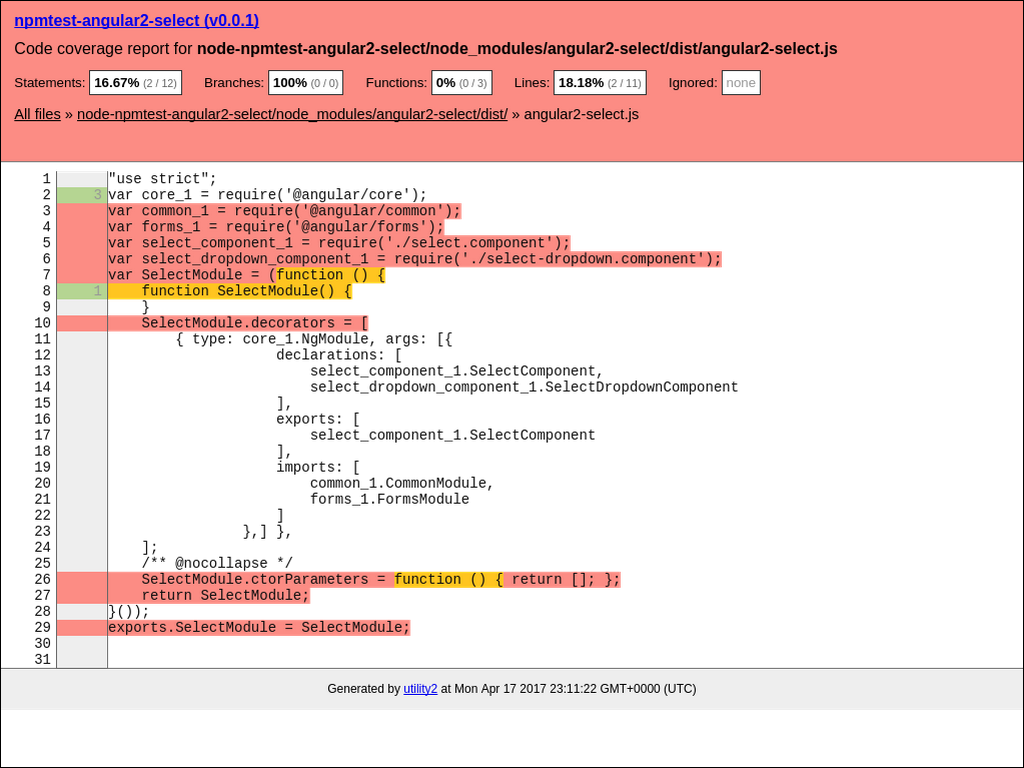 npmtest-angular2-select (v0.0.1)
Code coverage report for node-npmtest-angular2-select/node_modules/angular2-select/dist/angular2-select.js
Statements: 16.67% (2 / 12) Branches: 100% (0 / 0) Functions: 0% (0 / 3) Lines: 18.18% (2 / 11) Ignored: none
All files » node-npmtest-angular2-select/node_modules/angular2-select/dist/ » angular2-select.js
1 "use strict";
2 3 var core_1 = require('@angular/core');
3 var common_1 = require('@angular/common');
4 var forms_1 = require('@angular/forms');
5 var select_component_1 = require('./select.component');
6 var select_dropdown_component_1 = require('./select-dropdown.component');
7 var SelectModule = (function () {
8 1     function SelectModule() {
9     }
10     SelectModule.decorators = [
11         { type: core_1.NgModule, args: [{
12                     declarations: [
13                         select_component_1.SelectComponent,
14                         select_dropdown_component_1.SelectDropdownComponent
15                     ],
16                     exports: [
17                         select_component_1.SelectComponent
18                     ],
19                     imports: [
20                         common_1.CommonModule,
21                         forms_1.FormsModule
22                     ]
23                 },] },
24     ];
25     /** @nocollapse */
26     SelectModule.ctorParameters = function () { return []; };
27     return SelectModule;
28 }());
29 exports.SelectModule = SelectModule;
30
31
Generated by utility2 at Mon Apr 17 2017 23:11:22 GMT+0000 (UTC)